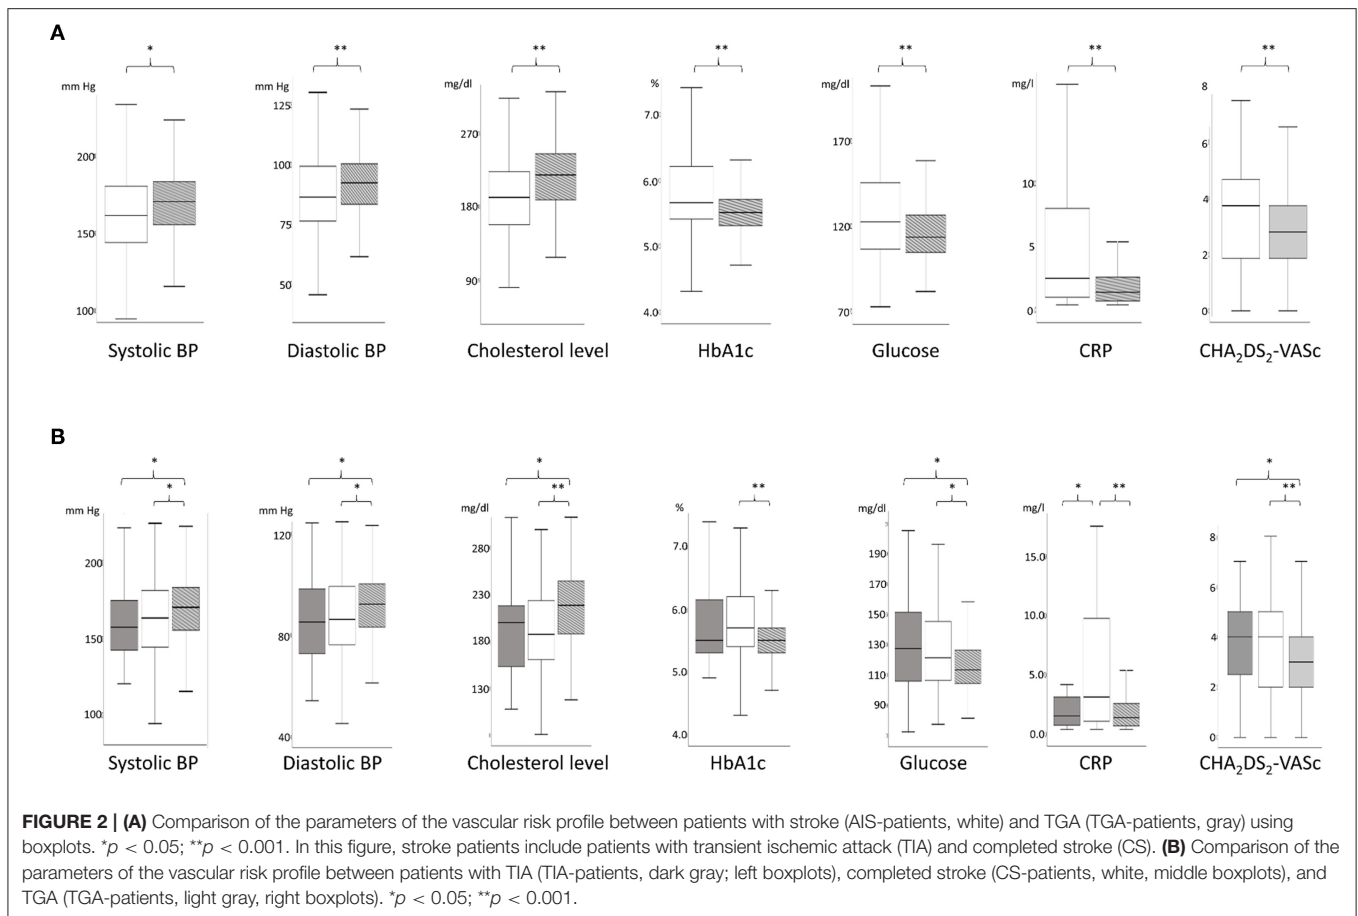 A
* ** ** ** ** ** **
mm Hg mm Hg mg/dl % mg/dl mg/l 8
200 150 100
125 100 75 50
270 180 90
7.0 6.0 5.0 4.0
170 120 70
10 5 0
6 4 2 0
Systolic BP Diastolic BP Cholesterol level HbA1c Glucose CRP CHA₂DS₂-VASc
B
* * * * * *
* * ** ** * * ** **
mm Hg mm Hg mg/dl % mg/dl mg/l
200 150 100
120 80 40
280 230 180 130
7.0 6.0 5.0 4.0
190 170 150 130 110 90
15.0 10.0 5.0 0.0
8 6 4 2 0
Systolic BP Diastolic BP Cholesterol level HbA1c Glucose CRP CHA₂DS₂-VASc
FIGURE 2 | (A) Comparison of the parameters of the vascular risk profile between patients with stroke (AIS-patients, white) and TGA (TGA-patients, gray) using
boxplots. *p < 0.05; **p < 0.001. In this figure, stroke patients include patients with transient ischemic attack (TIA) and completed stroke (CS). (B) Comparison of the
parameters of the vascular risk profile between patients with TIA (TIA-patients, dark gray; left boxplots), completed stroke (CS-patients, white, middle boxplots), and
TGA (TGA-patients, light gray, right boxplots). *p < 0.05; **p < 0.001.